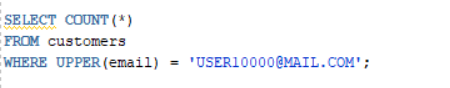 SELECT COUNT(*)
FROM customers
WHERE UPPER(email) = 'USER10000@MAIL.COM';